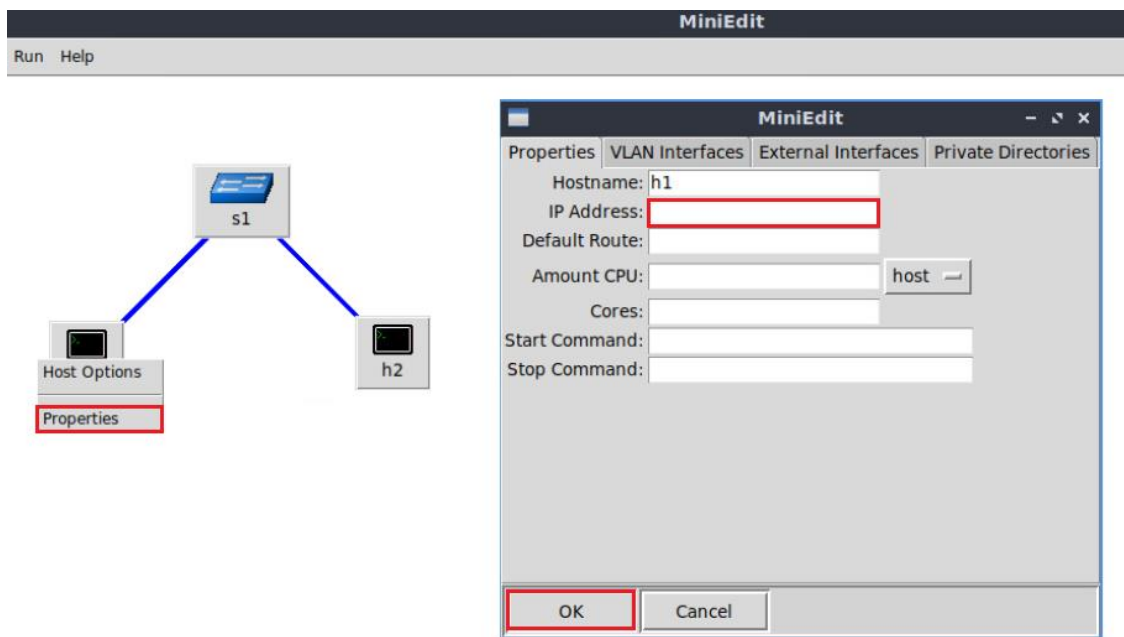 MiniEdit
Run Help
MiniEdit
Properties VLAN Interfaces External Interfaces Private Directories
Hostname: h1
IP Address:
Default Route:
Amount CPU: host
Cores:
Start Command:
Stop Command:
s1
Host Options
Properties
h2
OK Cancel